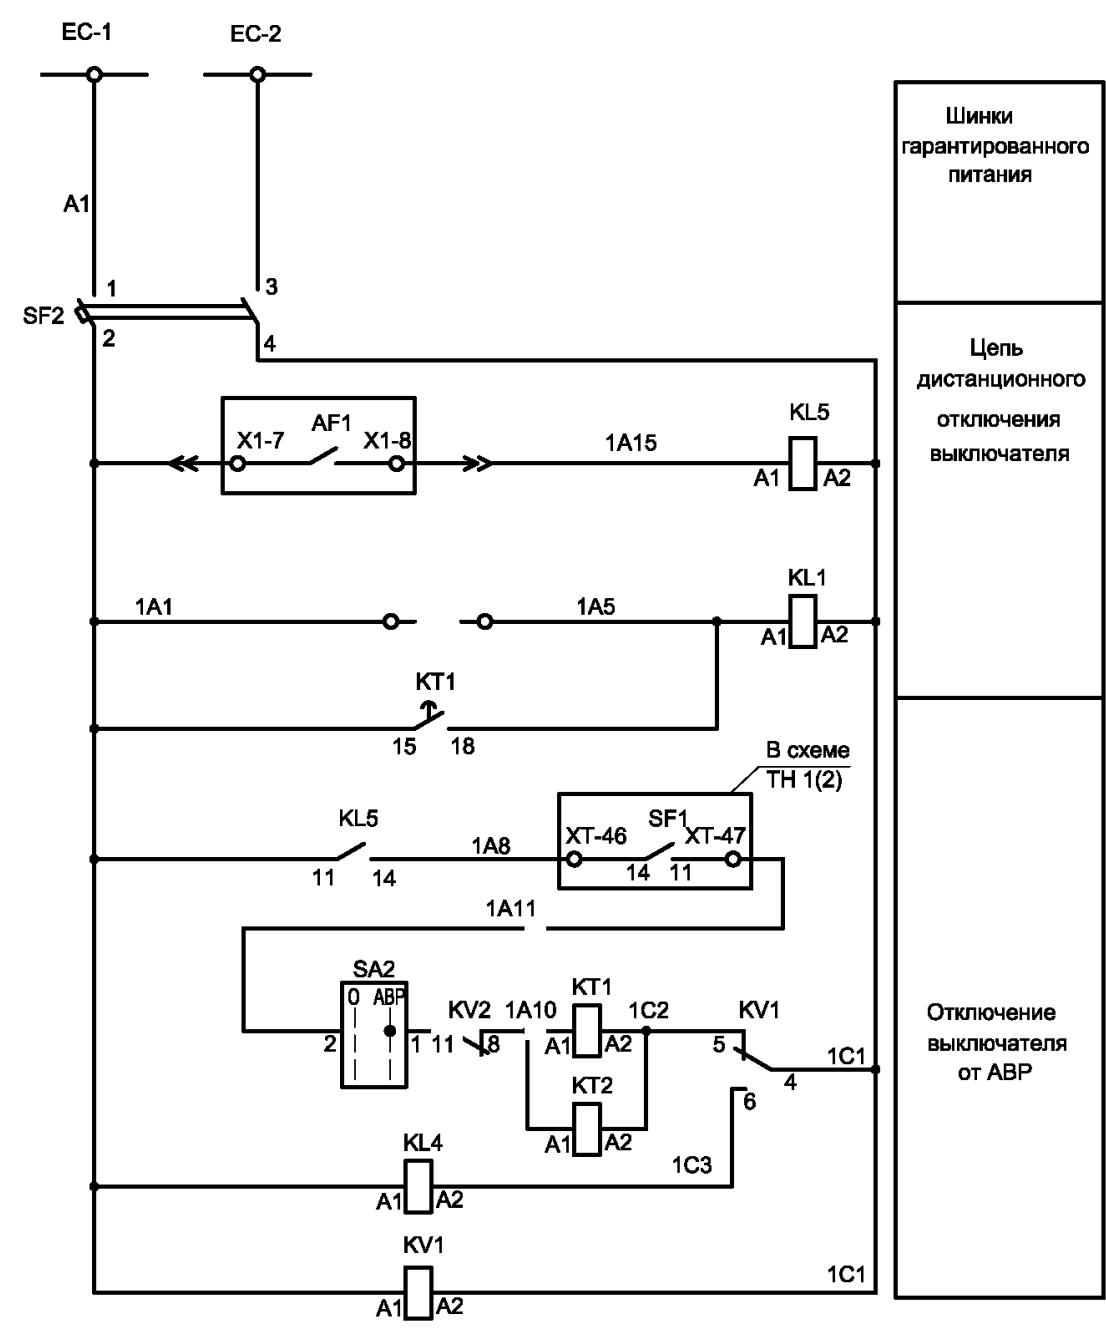 EC-1
EC-2
Шинки
гарантированного
питания
A1
1
3
SF2
2
4
Цепь
дистанционного
отключения
выключателя
AF1
X1-7
X1-8
1A15
KL5
A1
A2
1A1
1A5
KL1
A1
A2
KT1
15
18
В схеме
ТН 1(2)
KL5
11
14
1A8
SF1
XT-46
XT-47
14
11
1A11
SA2
0
АВР
2
1
KV2
11
8
1A10
KT1
A1
A2
1C2
KV1
5
4
6
1C1
Отключение
выключателя
от АВР
KT2
A1
A2
KL4
A1
A2
1C3
KV1
A1
A2
1C1